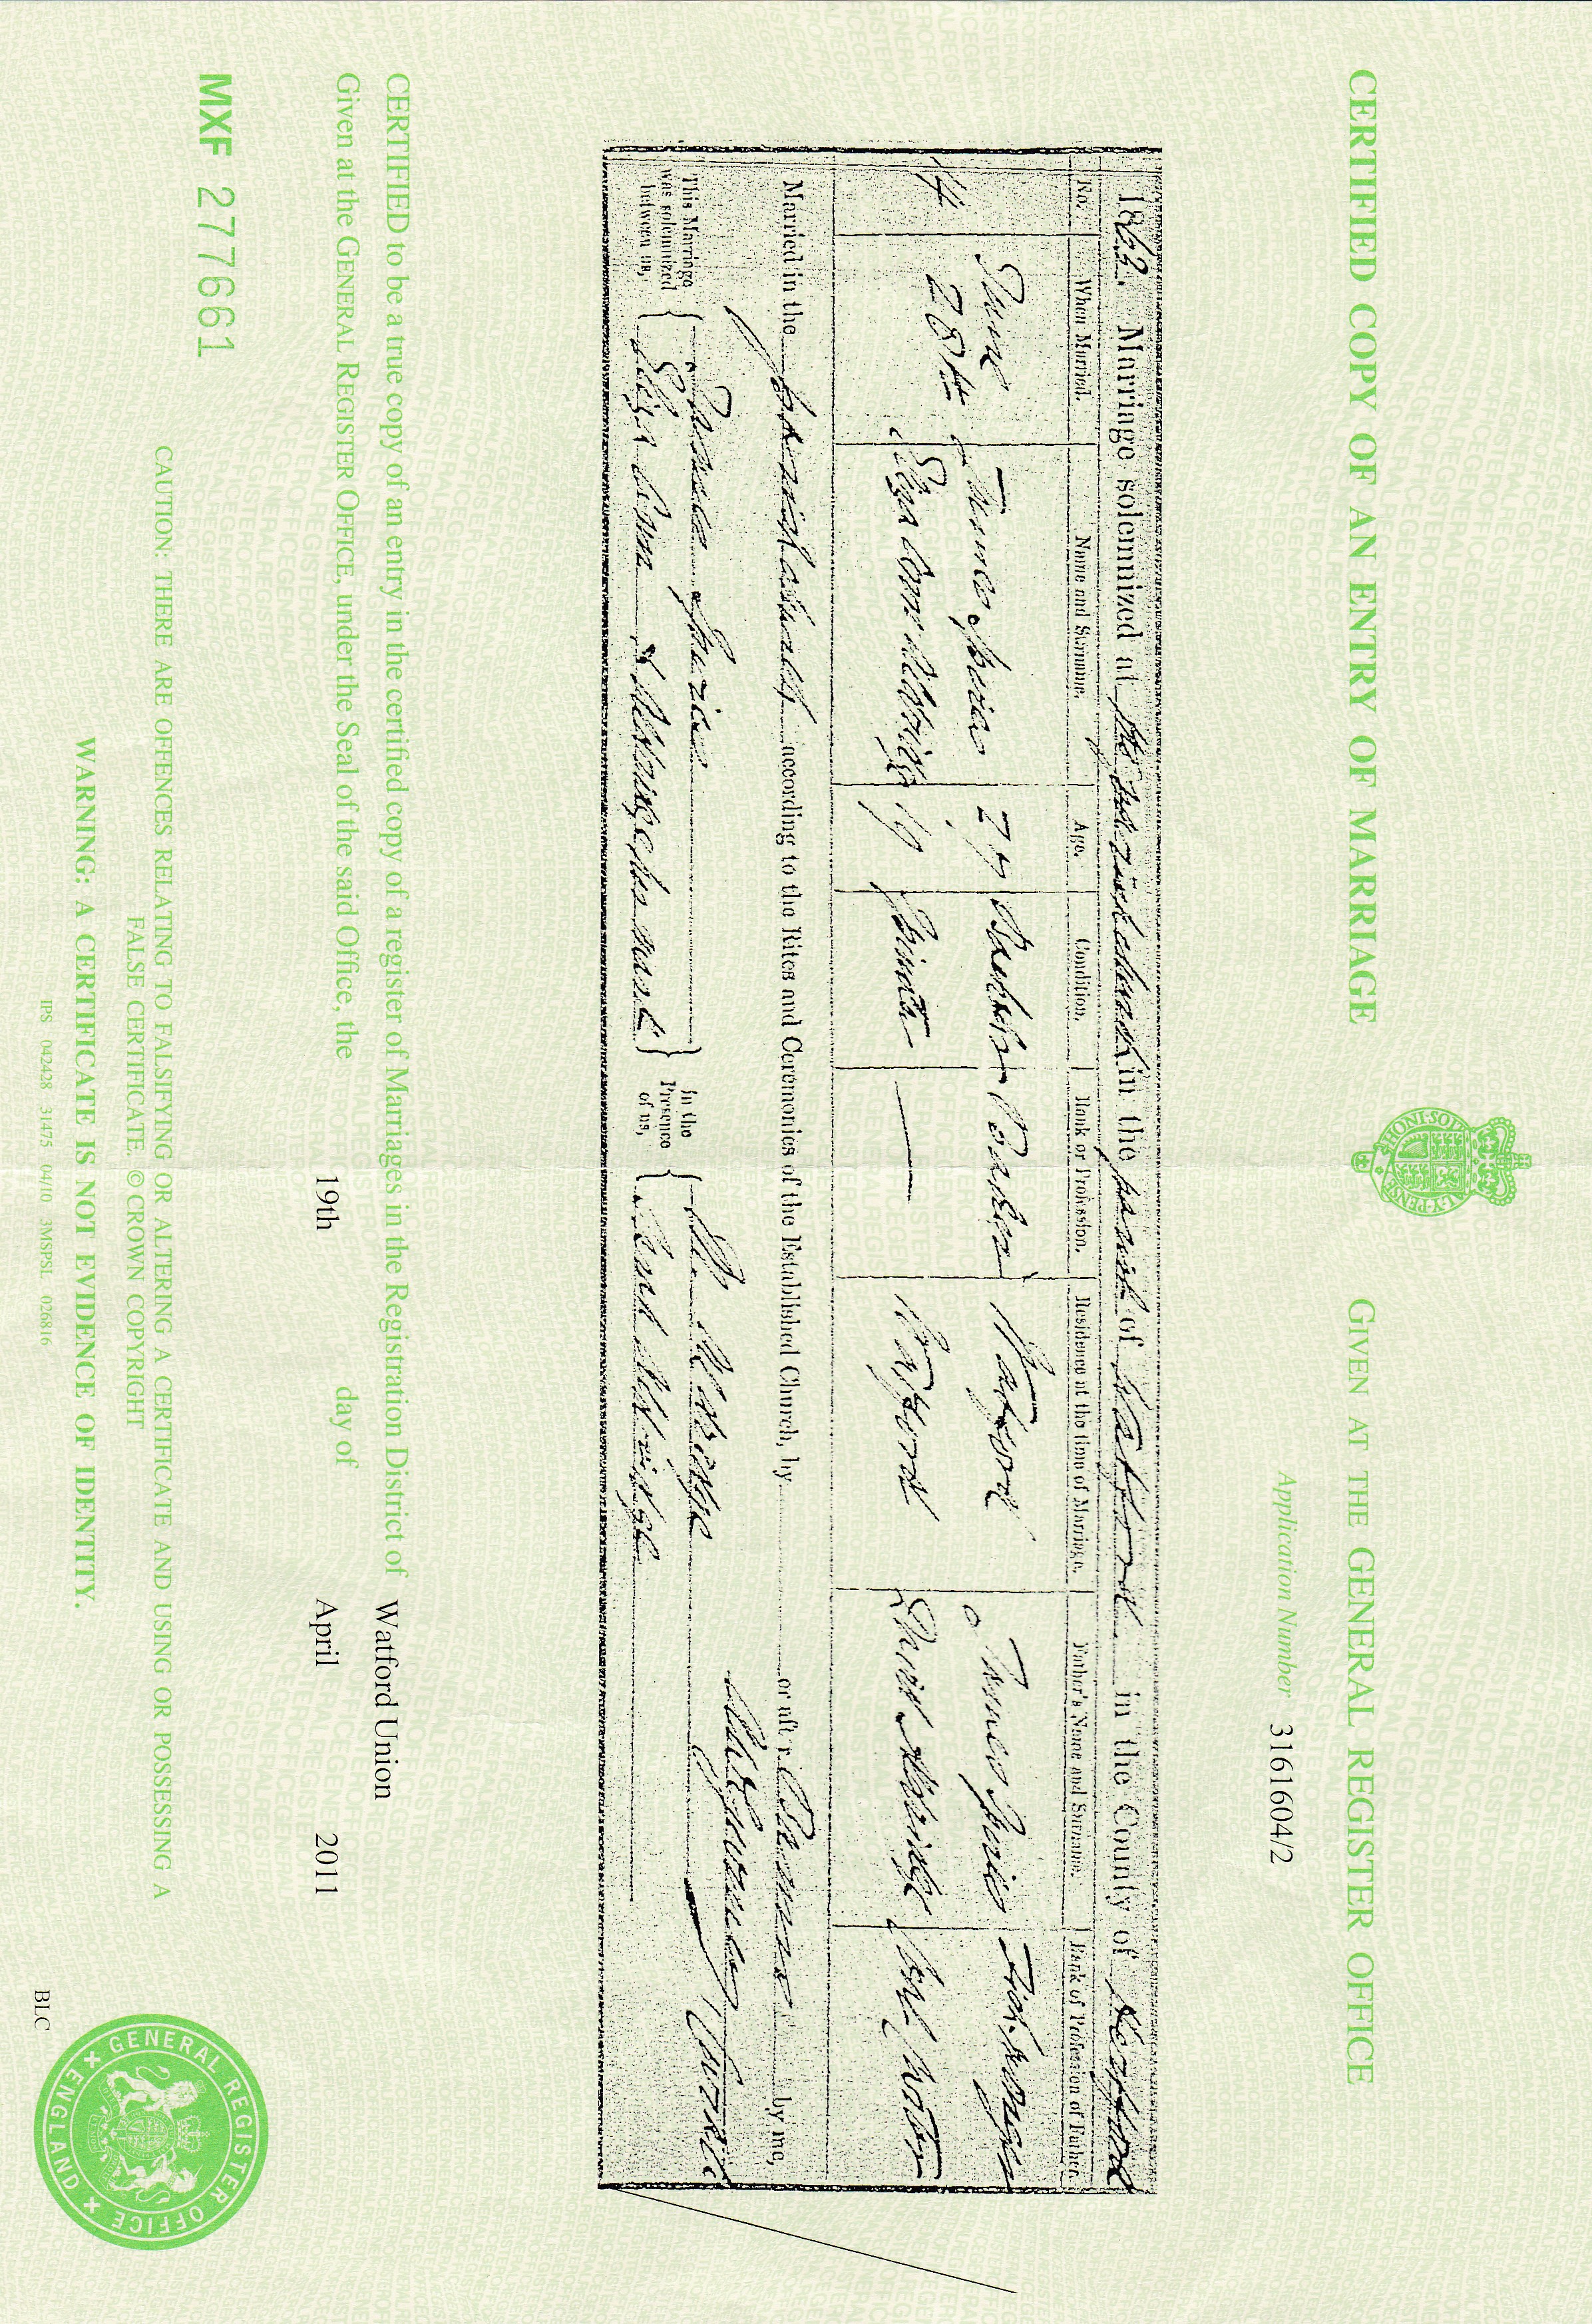 CERTIFIED COPY OF AN ENTRY OF MARRIAGE
GIVEN AT THE GENERAL REGISTER OFFICE
Application Number 3161604/2
1863. Marriage solemnized at the parish church in the parish of Watford in the County of Hertford
No. When Married. Name and Surname. Age. Condition. Rank or Profession. Residence at the time of Marriage. Father's Name and Surname. Rank of Profession of Father.
14 June 28th James Spires 27 Bachelor Baker Watford James Spires Fishmonger
Eliza Ann Aldridge 19 Spinster — Watford David Aldridge Coal Porter
Married in the parish church according to the Rites and Ceremonies of the Established Church, by or after Banns by me,
Curate
This Marriage was solemnized between us, James Spires In the Presence of us, Aldridge
Eliza Ann x Aldridge her mark Sarah Aldridge
CERTIFIED to be a true copy of an entry in the certified copy of a register of Marriages in the Registration District of Watford Union
Given at the GENERAL REGISTER OFFICE, under the Seal of the said Office, the 19th day of April 2011
MXF 277661
CAUTION: THERE ARE OFFENCES RELATING TO FALSIFYING OR ALTERING A CERTIFICATE AND USING OR POSSESSING A
FALSE CERTIFICATE. © CROWN COPYRIGHT
WARNING: A CERTIFICATE IS NOT EVIDENCE OF IDENTITY.
IPS 042428 31475 04/10 3MSPSL 026816
BLC
GENERAL REGISTER OFFICE
ENGLAND